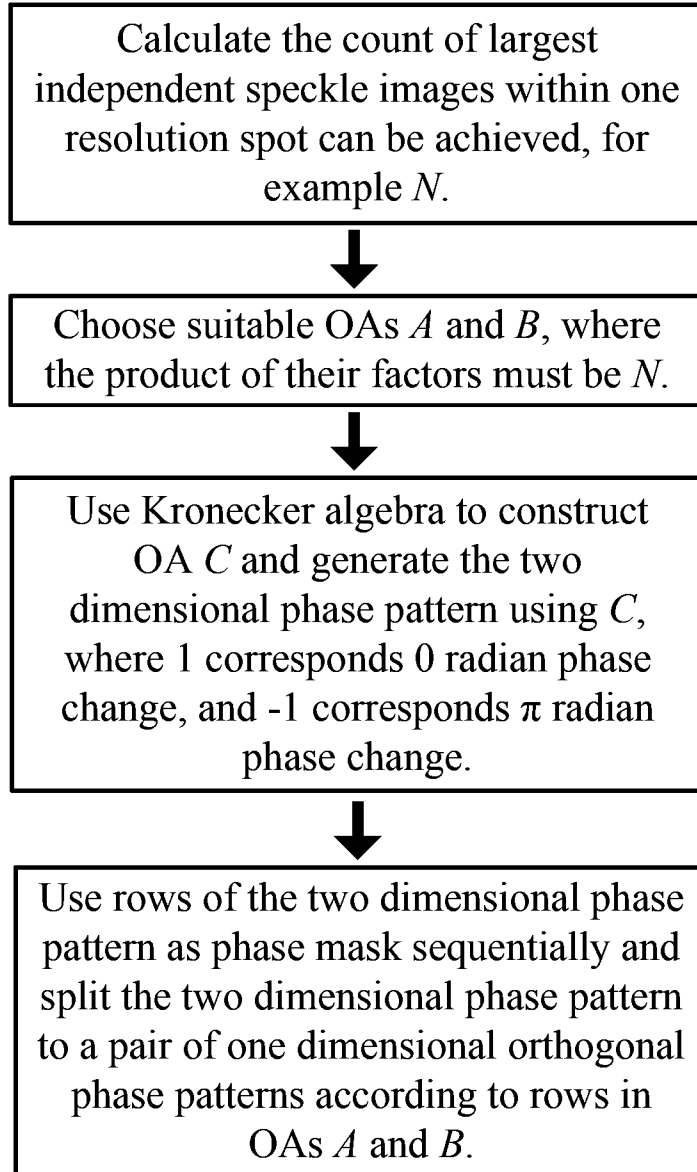 Calculate the count of largest
independent speckle images within one
resolution spot can be achieved, for
example N.
Choose suitable OAs A and B, where
the product of their factors must be N.
Use Kronecker algebra to construct
OA C and generate the two
dimensional phase pattern using C,
where 1 corresponds 0 radian phase
change, and -1 corresponds π radian
phase change.
Use rows of the two dimensional phase
pattern as phase mask sequentially and
split the two dimensional phase pattern
to a pair of one dimensional orthogonal
phase patterns according to rows in
OAs A and B.